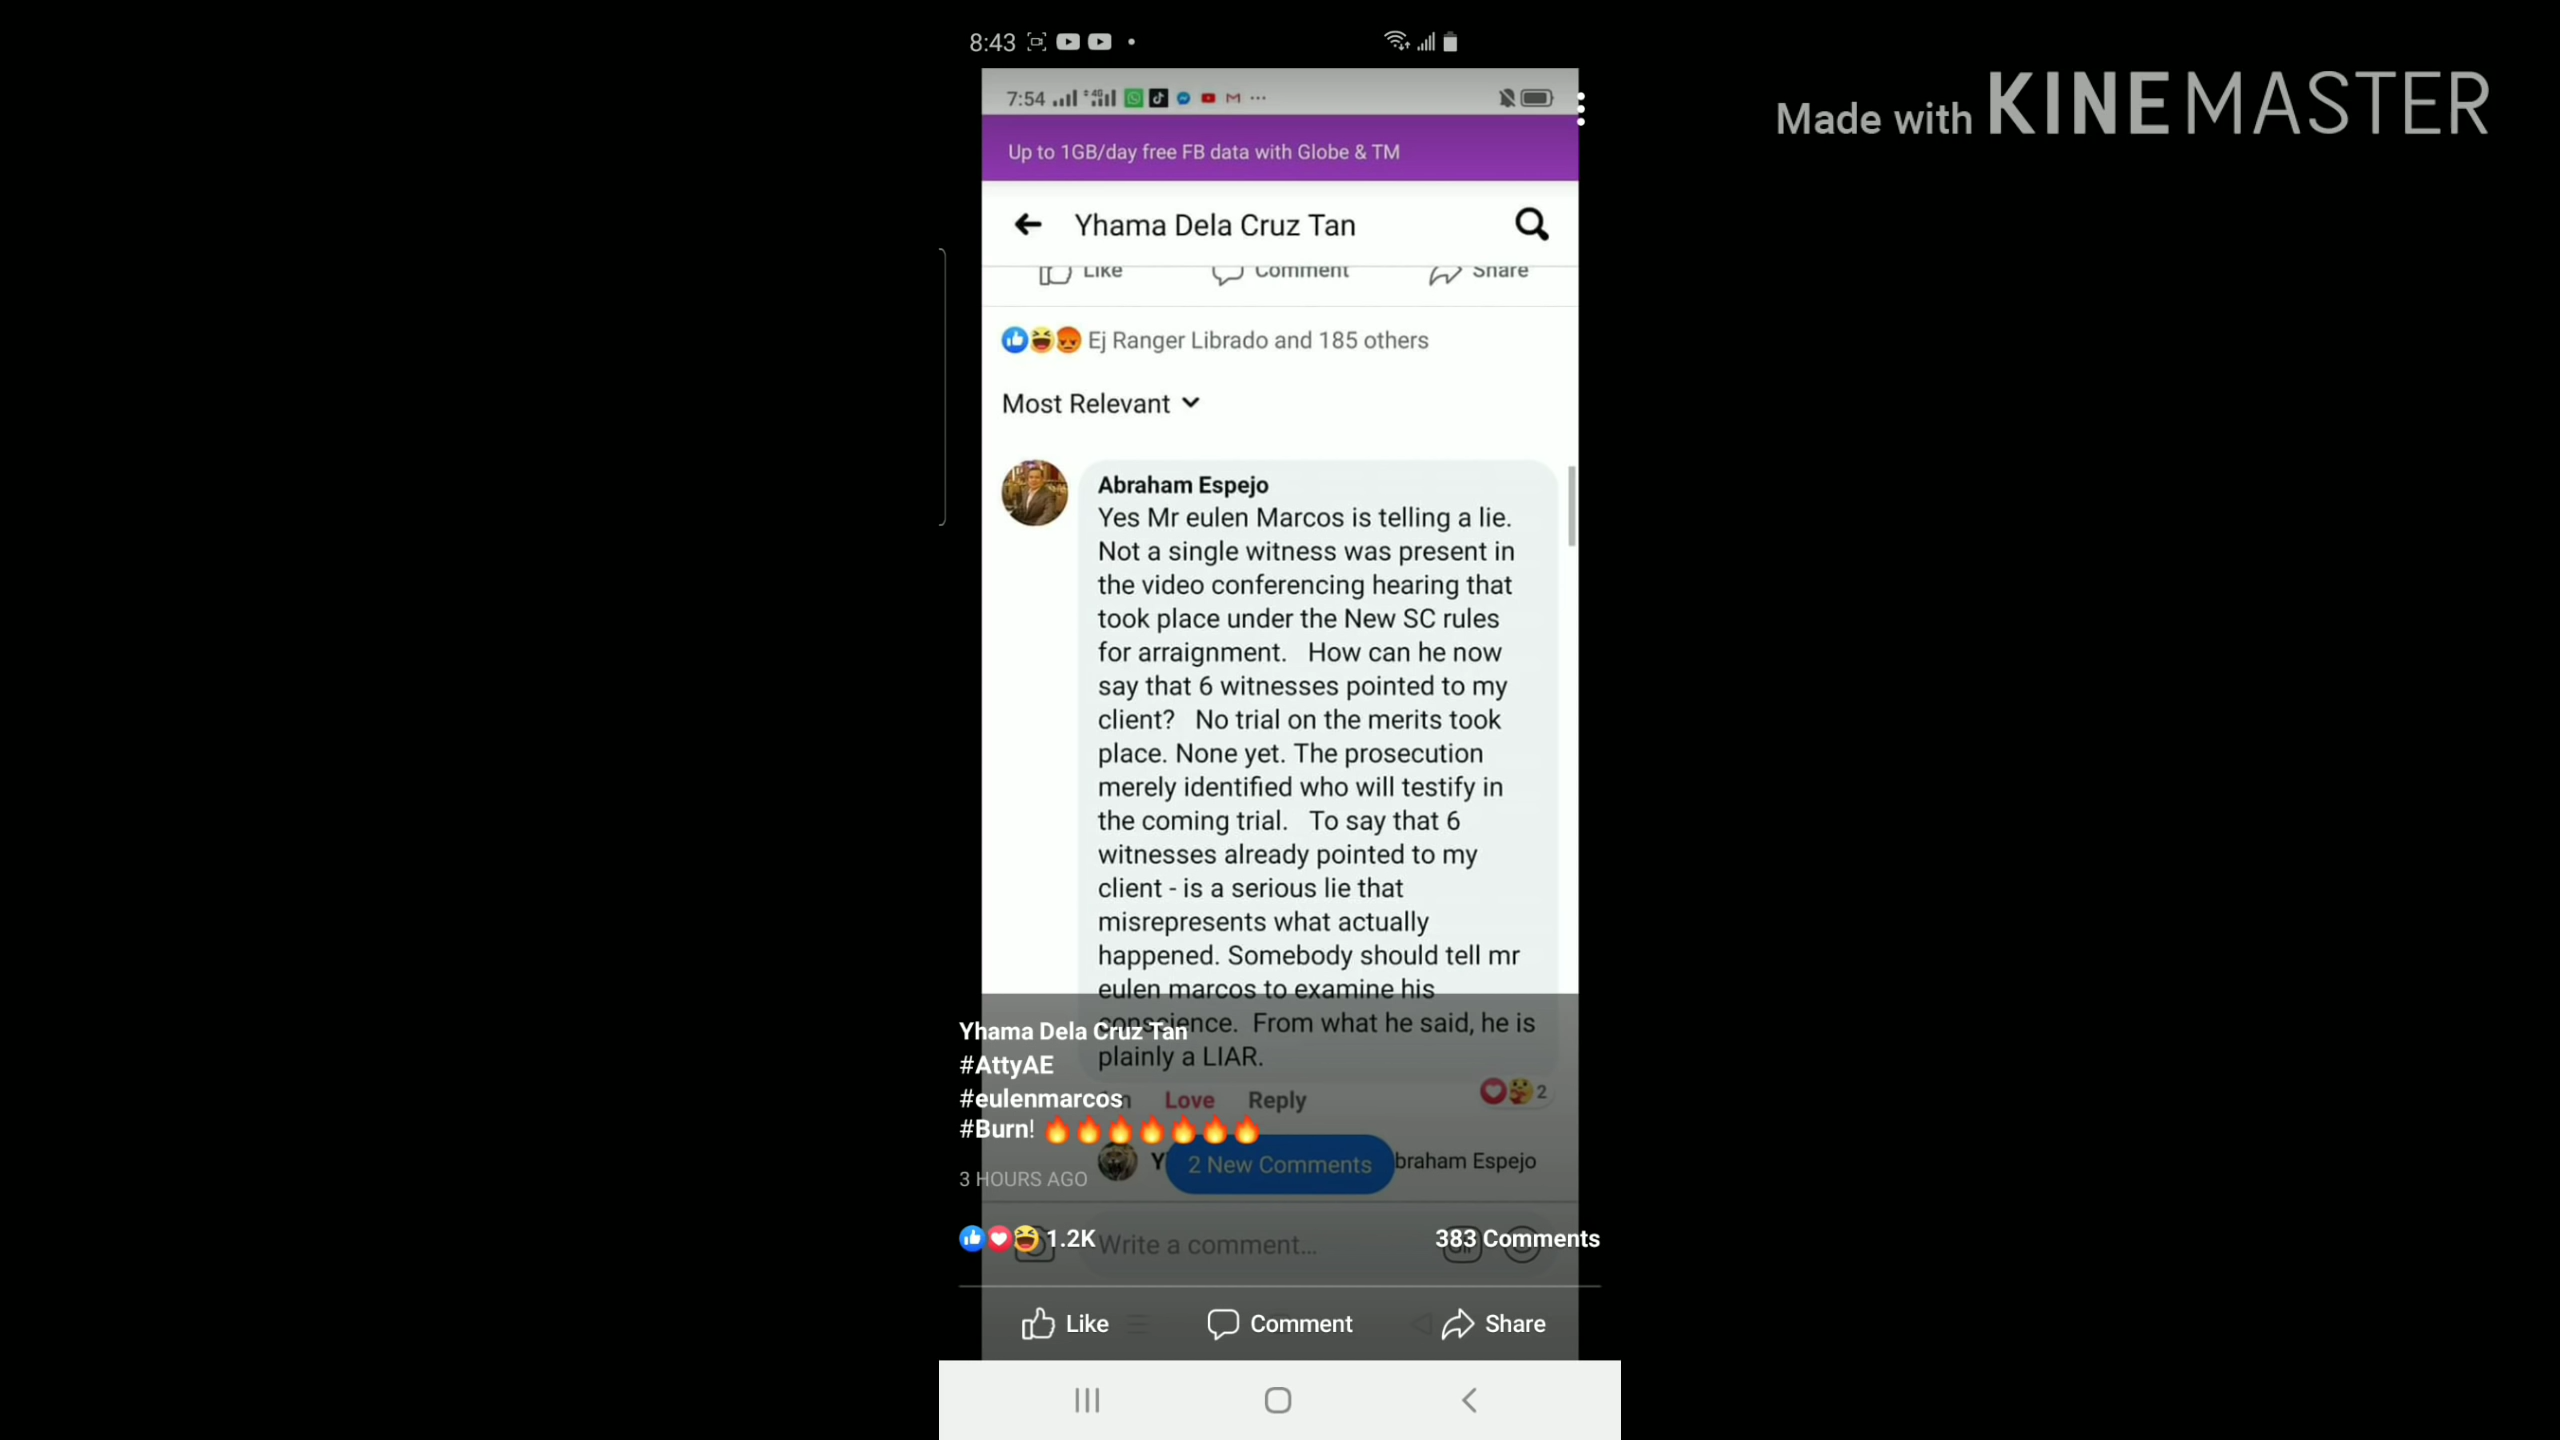 8:43
Made with KINEMASTER
7:54
Up to 1GB/day free FB data with Globe & TM
Yhama Dela Cruz Tan
Like Comment Share
Ej Ranger Librado and 185 others
Most Relevant
Abraham Espejo
Yes Mr eulen Marcos is telling a lie.
Not a single witness was present in
the video conferencing hearing that
took place under the New SC rules
for arraignment. How can he now
say that 6 witnesses pointed to my
client? No trial on the merits took
place. None yet. The prosecution
merely identified who will testify in
the coming trial. To say that 6
witnesses already pointed to my
client - is a serious lie that
misrepresents what actually
happened. Somebody should tell mr
eulen marcos to examine his
conscience. From what he said, he is
plainly a LIAR.
Love Reply 2
Yhama Dela Cruz Tan
#AttyAE
#eulenmarcos
#Burn!
2 New Comments
braham Espejo
3 HOURS AGO
1.2K
Write a comment...
383 Comments
Like Comment Share